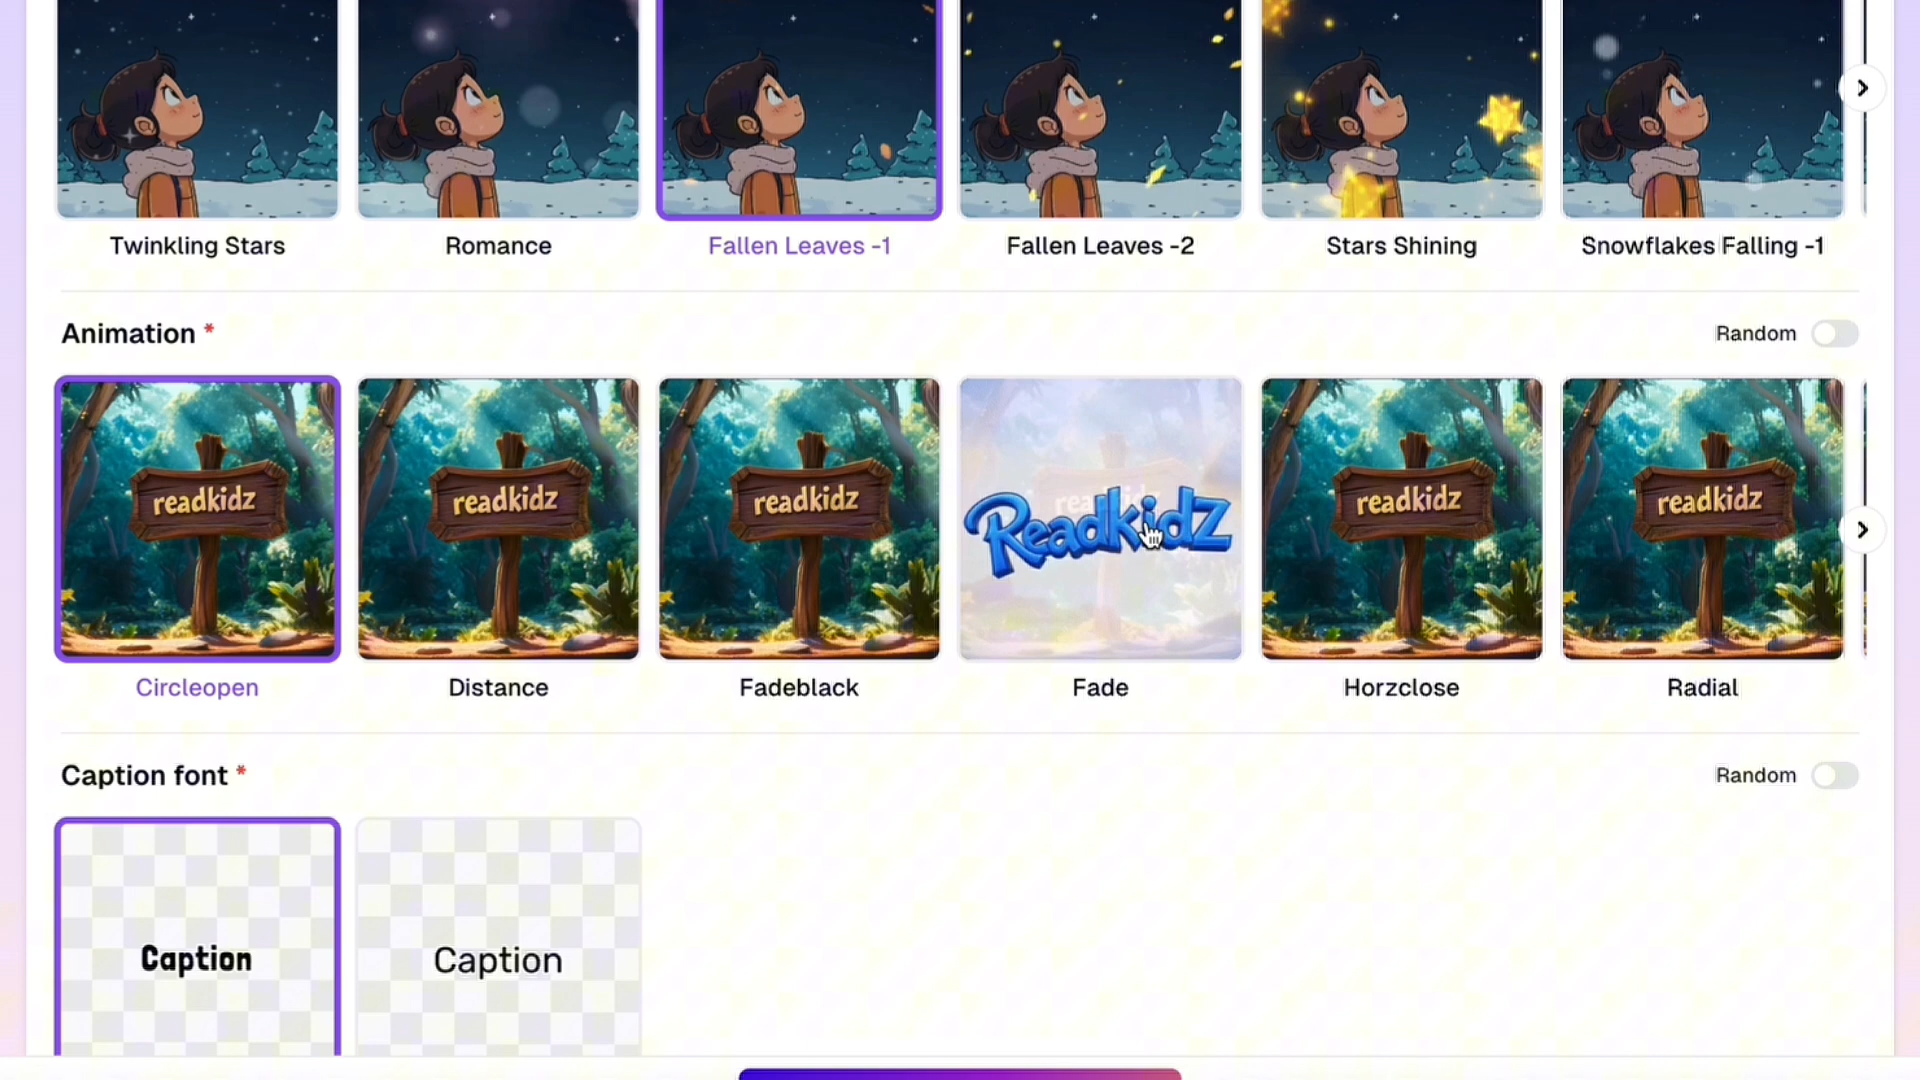 Twinkling Stars
Romance
Fallen Leaves -1
Fallen Leaves -2
Stars Shining
Snowflakes Falling -1
Animation *
Random
readkidz
readkidz
readkidz
readkidz
ReadkidZ
readkidz
readkidz
Circleopen
Distance
Fadeblack
Fade
Horzclose
Radial
Caption font *
Random
Caption
Caption